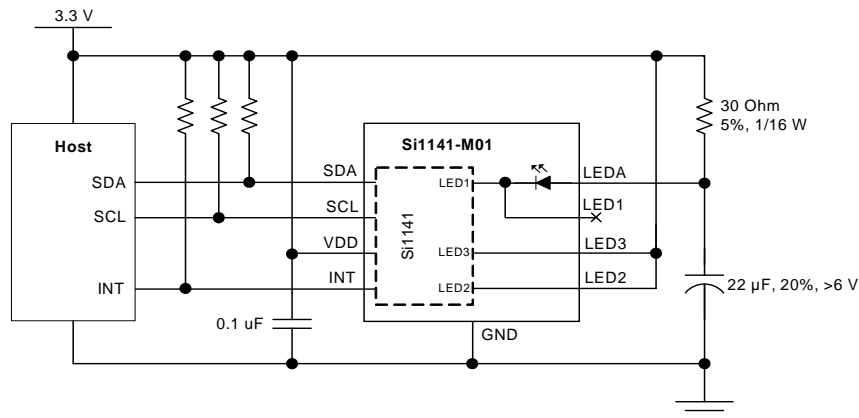 3.3 V
Host
SDA
SCL
INT
SDA
SCL
VDD
INT
0.1 uF
Si1141-M01
Si1141
LED1
LED3
LED2
LEDA
LED1
LED3
LED2
GND
30 Ohm
5%, 1/16 W
22 µF, 20%, >6 V